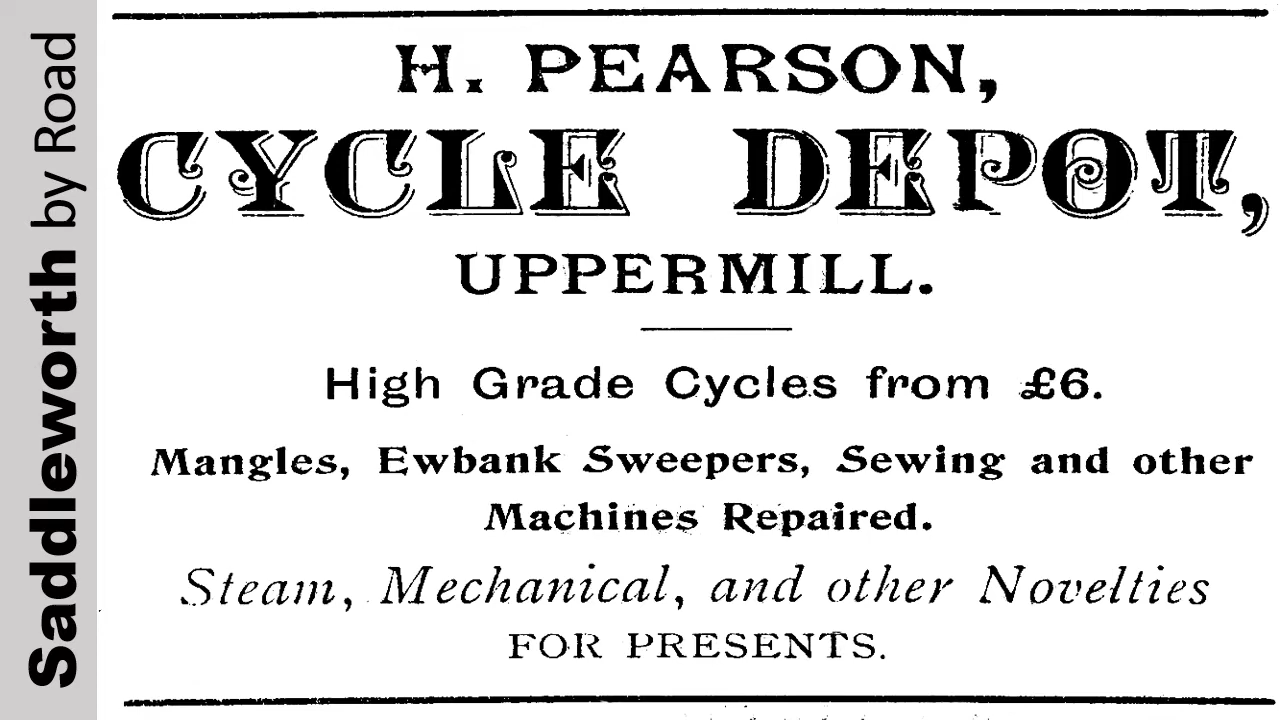 Saddleworth by Road
H. PEARSON,
CYCLE DEPOT,
UPPERMILL.
High Grade Cycles from £6.
Mangles, Ewbank Sweepers, Sewing and other
Machines Repaired.
Steam, Mechanical, and other Novelties
FOR PRESENTS.